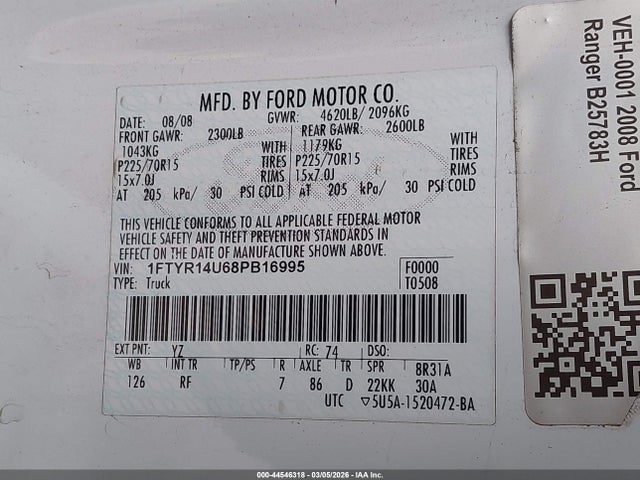 MFD. BY FORD MOTOR CO.
DATE: 08/08 GVWR: 4620LB/ 2096KG
FRONT GAWR: 2300LB REAR GAWR: 2600LB
1043KG WITH 1179KG WITH
P225/70R15 TIRES P225/70R15 TIRES
15x7.0J RIMS 15x7.0J RIMS
AT 205 kPa/ 30 PSI COLD AT 205 kPa/ 30 PSI COLD
THIS VEHICLE CONFORMS TO ALL APPLICABLE FEDERAL MOTOR
VEHICLE SAFETY AND THEFT PREVENTION STANDARDS IN
EFFECT ON THE DATE OF MANUFACTURE SHOWN ABOVE.
VIN: 1FTYR14U68PB16995 F0000
TYPE: Truck T0508
EXT PNT: YZ RC: 74 DSO:
WB INT TR TP/PS R AXLE TR SPR 8R31A
126 RF 7 86 D 22KK 30A
UTC ▽5U5A-1520472-BA
VEH-0001 2008 Ford
Ranger B25783H
000-44546318 - 03/05/2026 - IAA Inc.